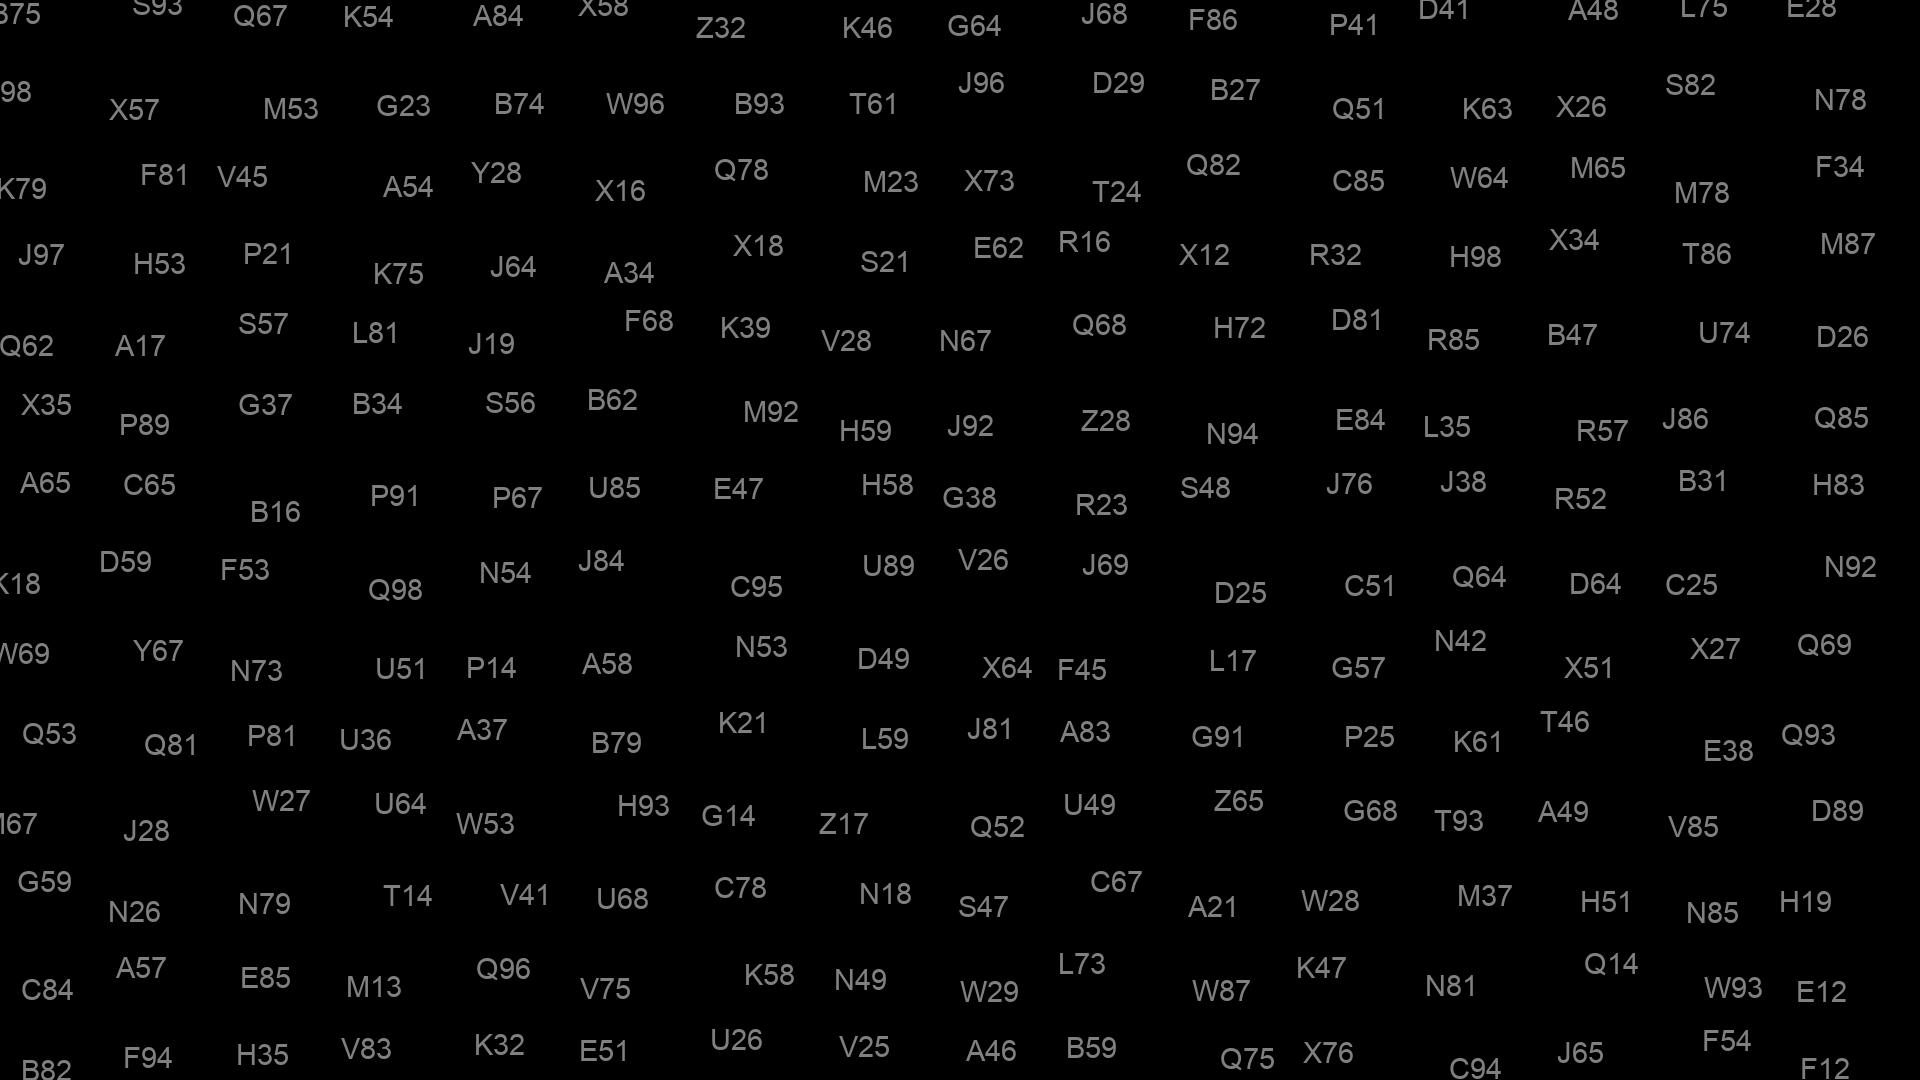 B75 S93 Q67 K54 A84 X58 Z32 K46 G64 J68 F86 P41 D41 A48 L75 E28
98 X57 M53 G23 B74 W96 B93 T61 J96 D29 B27 Q51 K63 X26 S82 N78
K79 F81 V45 A54 Y28 X16 Q78 M23 X73 T24 Q82 C85 W64 M65 M78 F34
J97 H53 P21 K75 J64 A34 X18 S21 E62 R16 X12 R32 H98 X34 T86 M87
Q62 A17 S57 L81 J19 F68 K39 V28 N67 Q68 H72 D81 R85 B47 U74 D26
X35 P89 G37 B34 S56 B62 M92 H59 J92 Z28 N94 E84 L35 R57 J86 Q85
A65 C65 B16 P91 P67 U85 E47 H58 G38 R23 S48 J76 J38 R52 B31 H83
K18 D59 F53 Q98 N54 J84 C95 U89 V26 J69 D25 C51 Q64 D64 C25 N92
W69 Y67 N73 U51 P14 A58 N53 D49 X64 F45 L17 G57 N42 X51 X27 Q69
Q53 Q81 P81 U36 A37 B79 K21 L59 J81 A83 G91 P25 K61 T46 E38 Q93
67 J28 W27 U64 W53 H93 G14 Z17 Q52 U49 Z65 G68 T93 A49 V85 D89
G59 N26 N79 T14 V41 U68 C78 N18 S47 C67 A21 W28 M37 H51 N85 H19
C84 A57 E85 M13 Q96 V75 K58 N49 W29 L73 W87 K47 N81 Q14 W93 E12
B82 F94 H35 V83 K32 E51 U26 V25 A46 B59 Q75 X76 C94 J65 F54 F12